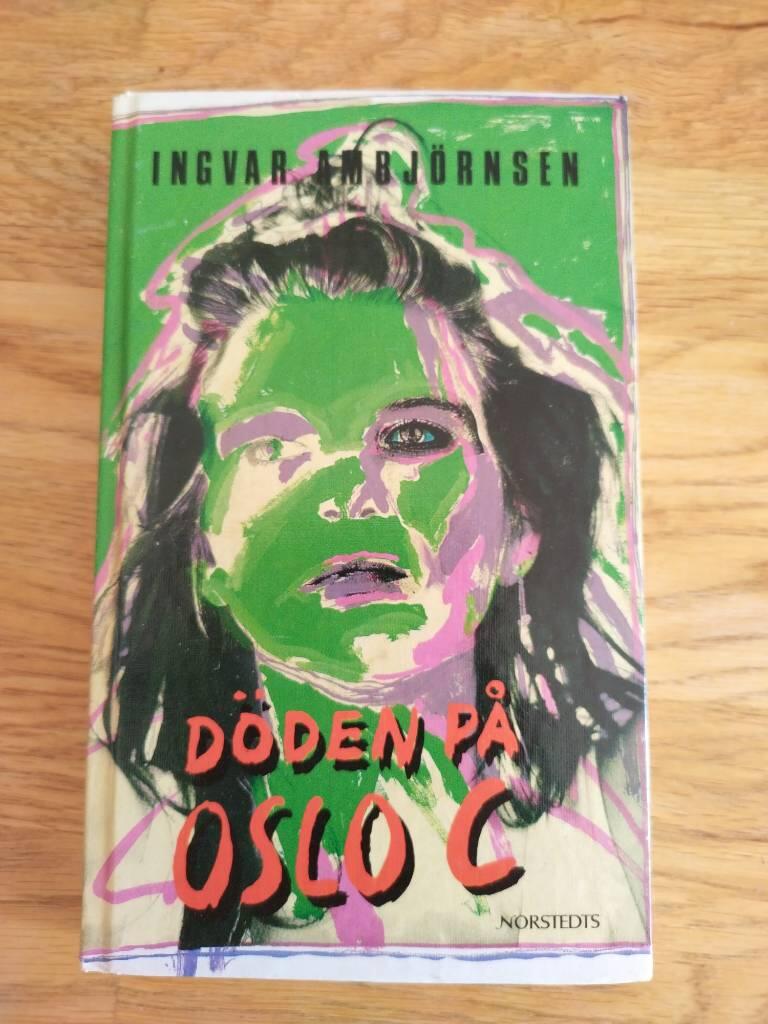 INGVAR AMBJÖRNSEN
DÖDEN PÅ
OSLO C
NORSTEDTS